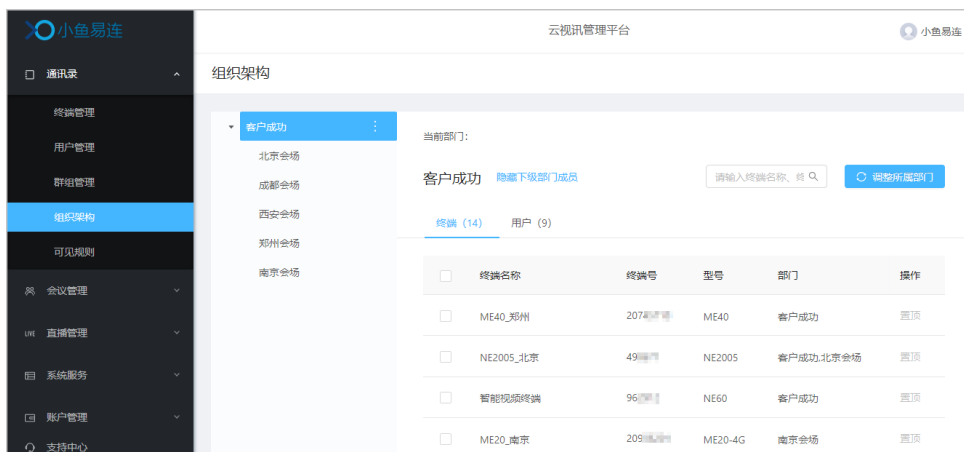 小鱼易连
云视讯管理平台
小鱼易连
通讯录
组织架构
终端管理
用户管理
群组管理
组织架构
可见规则
会议管理
LIVE 直播管理
系统服务
账户管理
支持中心
客户成功
北京会场
成都会场
西安会场
郑州会场
南京会场
当前部门:
客户成功 隐藏下级部门成员
请输入终端名称、终
调整所属部门
终端 (14) 用户 (9)
终端名称 终端号 型号 部门 操作
ME40_郑州 207 ME40 客户成功 置顶
NE2005_北京 49 NE2005 客户成功,北京会场 置顶
智能视频终端 96 NE60 客户成功 置顶
ME20_南京 209 ME20-4G 南京会场 置顶